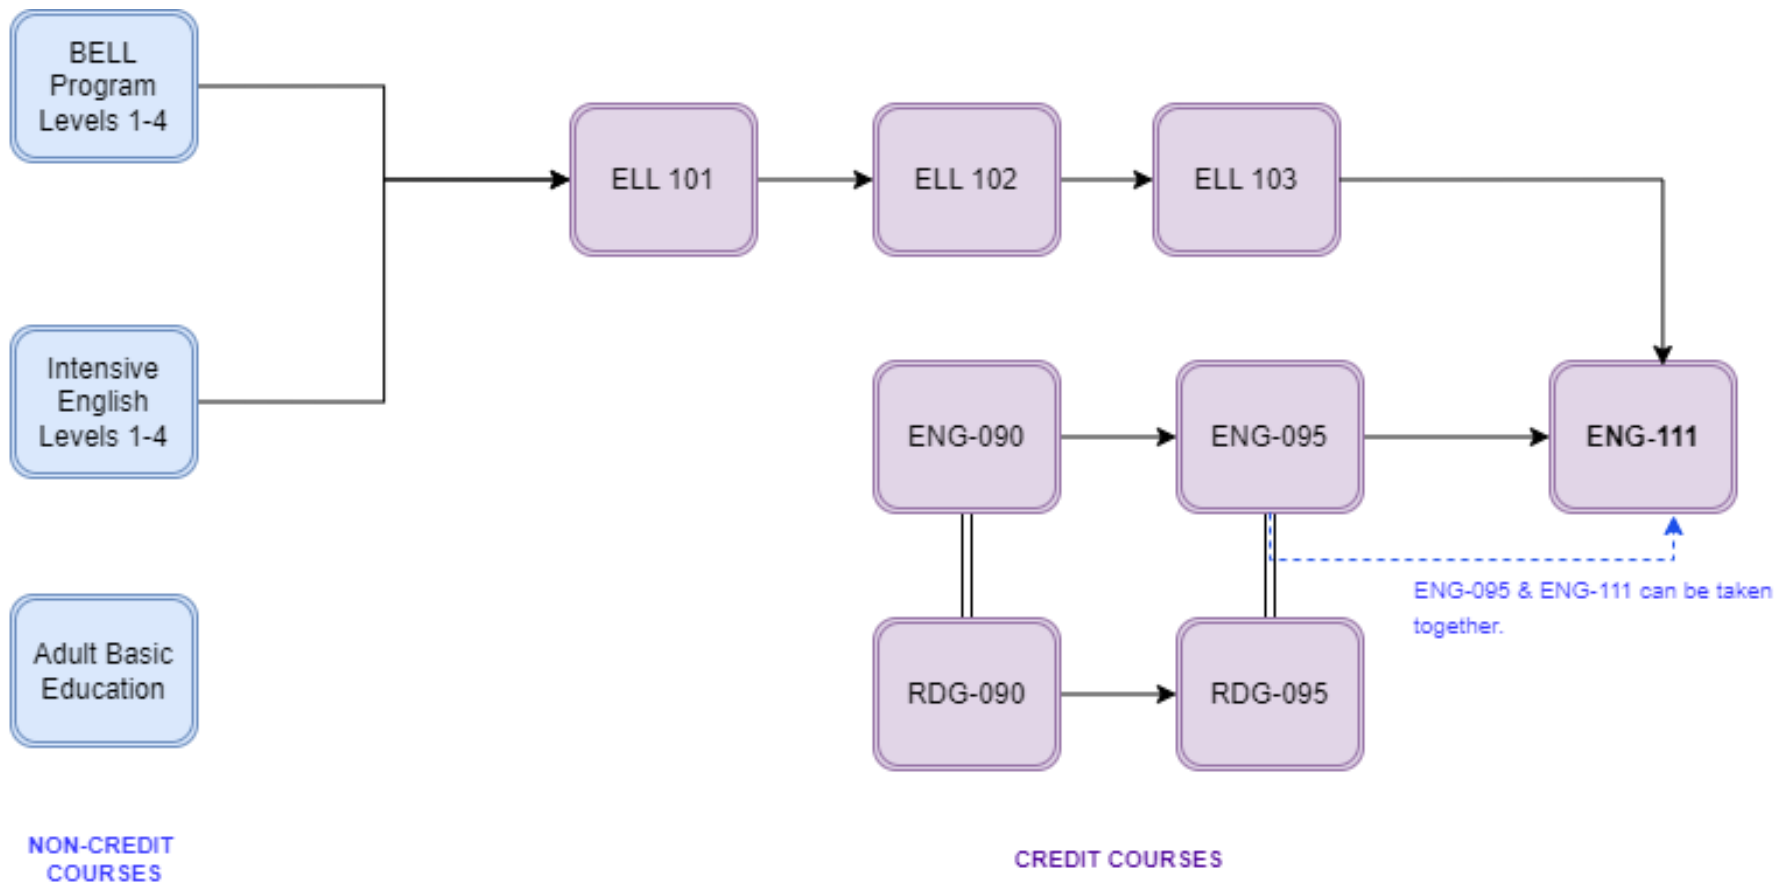 BELL
Program
Levels 1-4
ELL 101
ELL 102
ELL 103
Intensive
English
Levels 1-4
ENG-090
ENG-095
ENG-111
ENG-095 & ENG-111 can be taken
together.
Adult Basic
Education
RDG-090
RDG-095
NON-CREDIT
COURSES
CREDIT COURSES